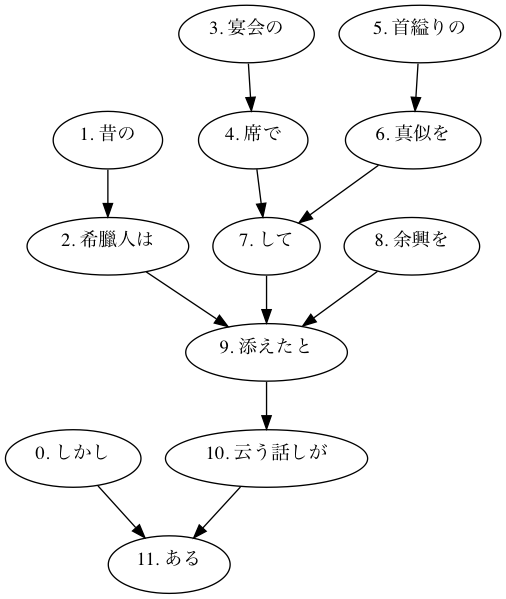 3. 宴会の
5. 首縊りの
1. 昔の
4. 席で
6. 真似を
2. 希臘人は
7. して
8. 余興を
9. 添えたと
0. しかし
10. 云う話しが
11. ある